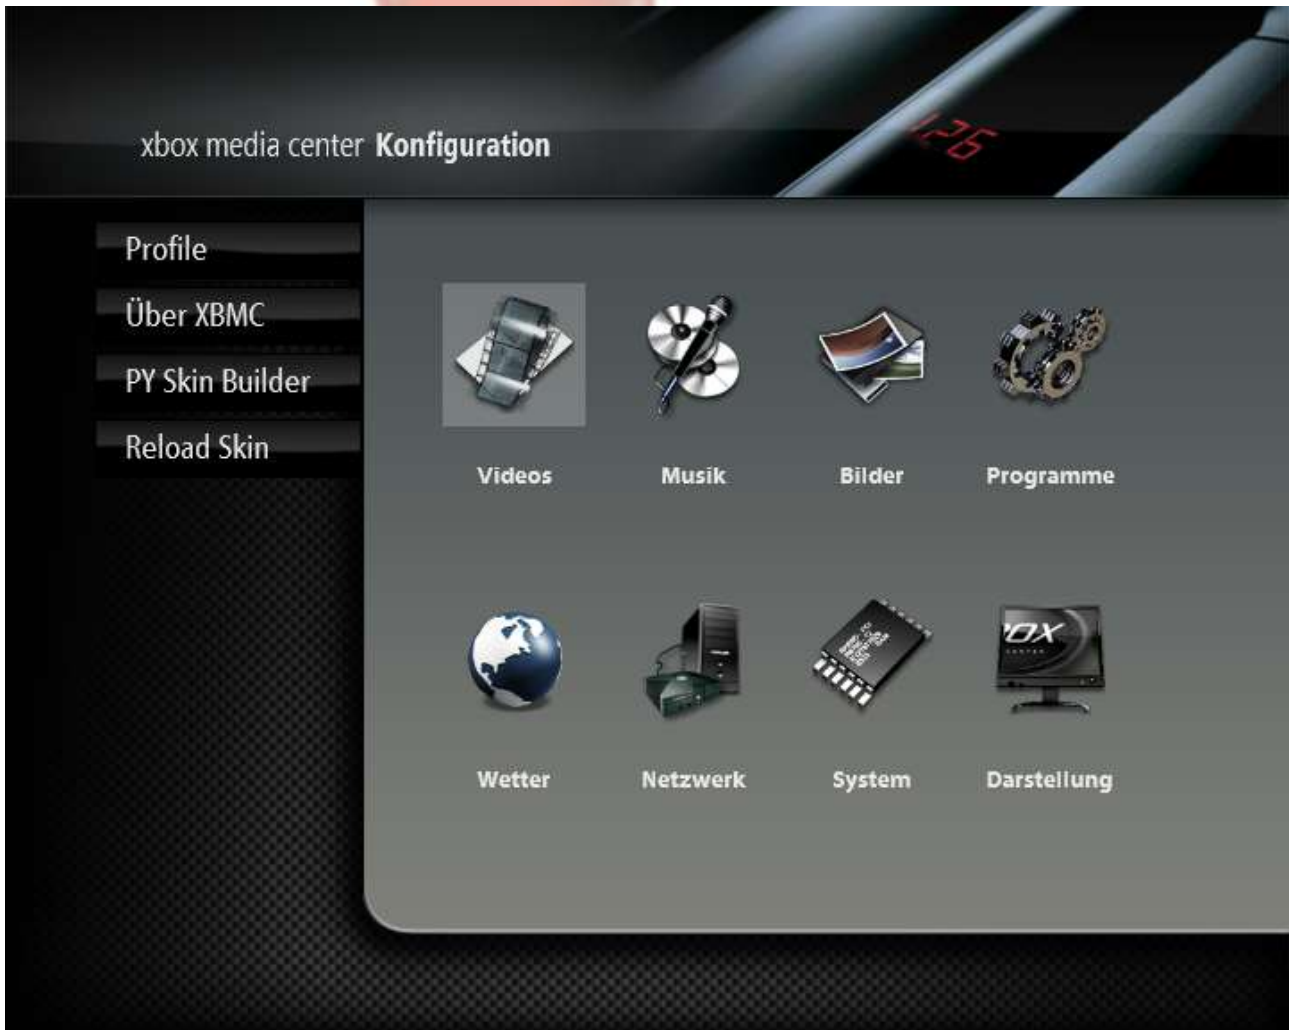 xbox media center Konfiguration
126
Profile
Über XBMC
PY Skin Builder
Reload Skin
Videos
Musik
Bilder
Programme
Wetter
Netzwerk
System
Darstellung